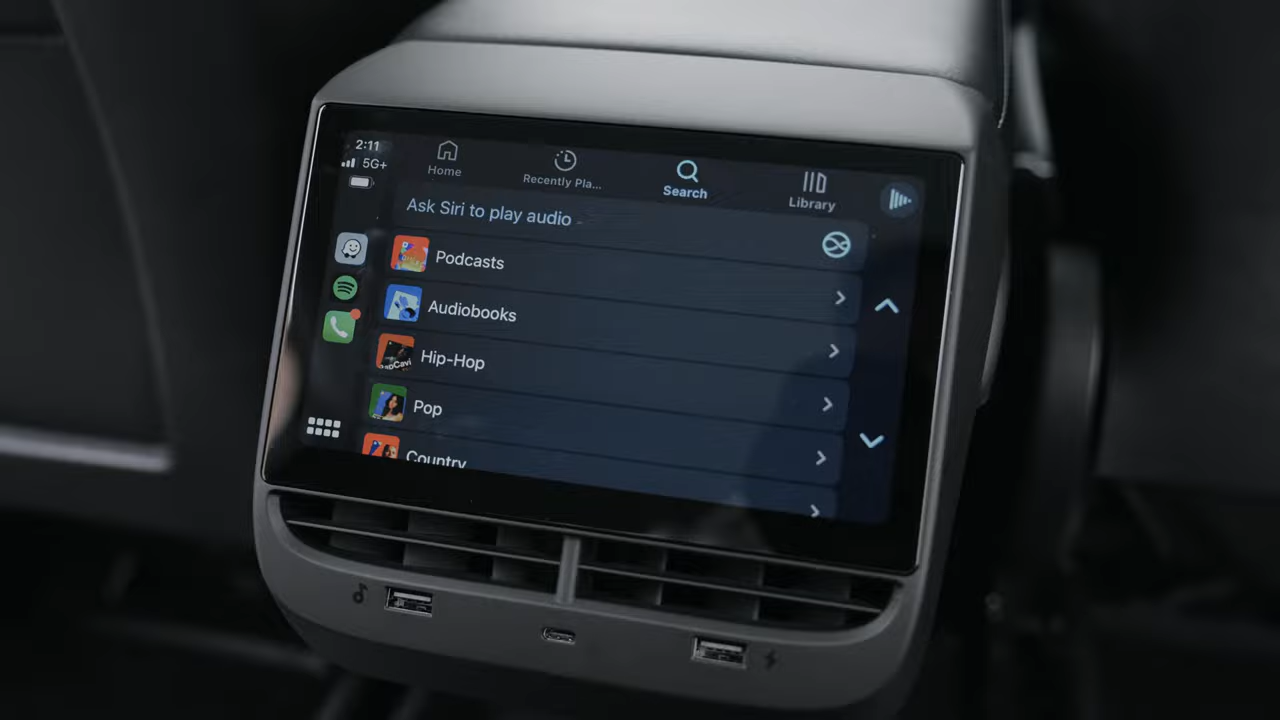 2:11
5G+
Home
Recently Pla...
Search
Library
Ask Siri to play audio
Podcasts
Audiobooks
Hip-Hop
Pop
Country